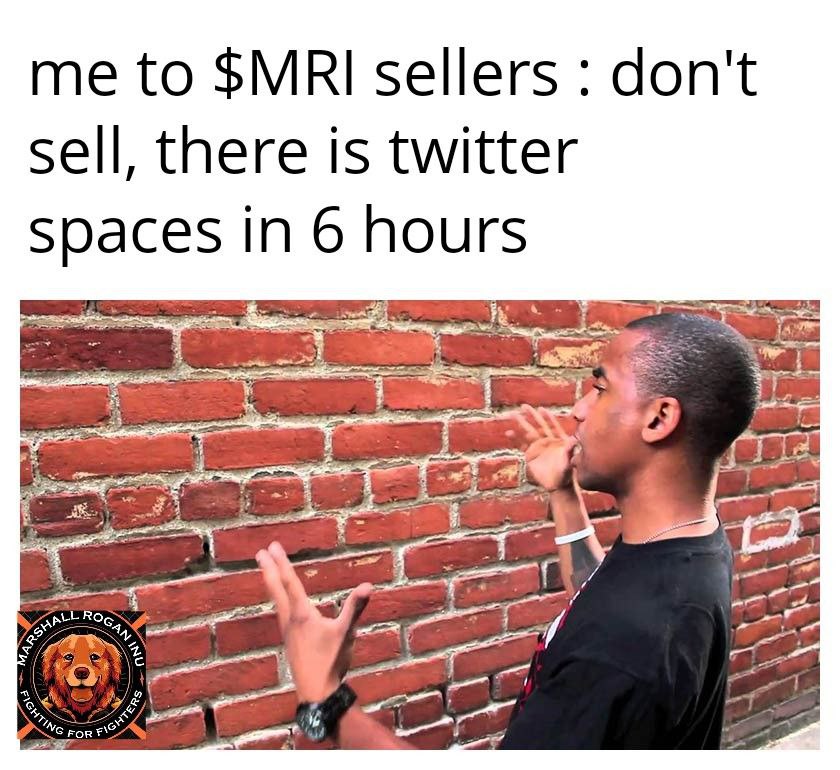 me to $MRI sellers : don't
sell, there is twitter
spaces in 6 hours
MARSHALL ROGAN INU
FIGHTING FOR FIGHTERS